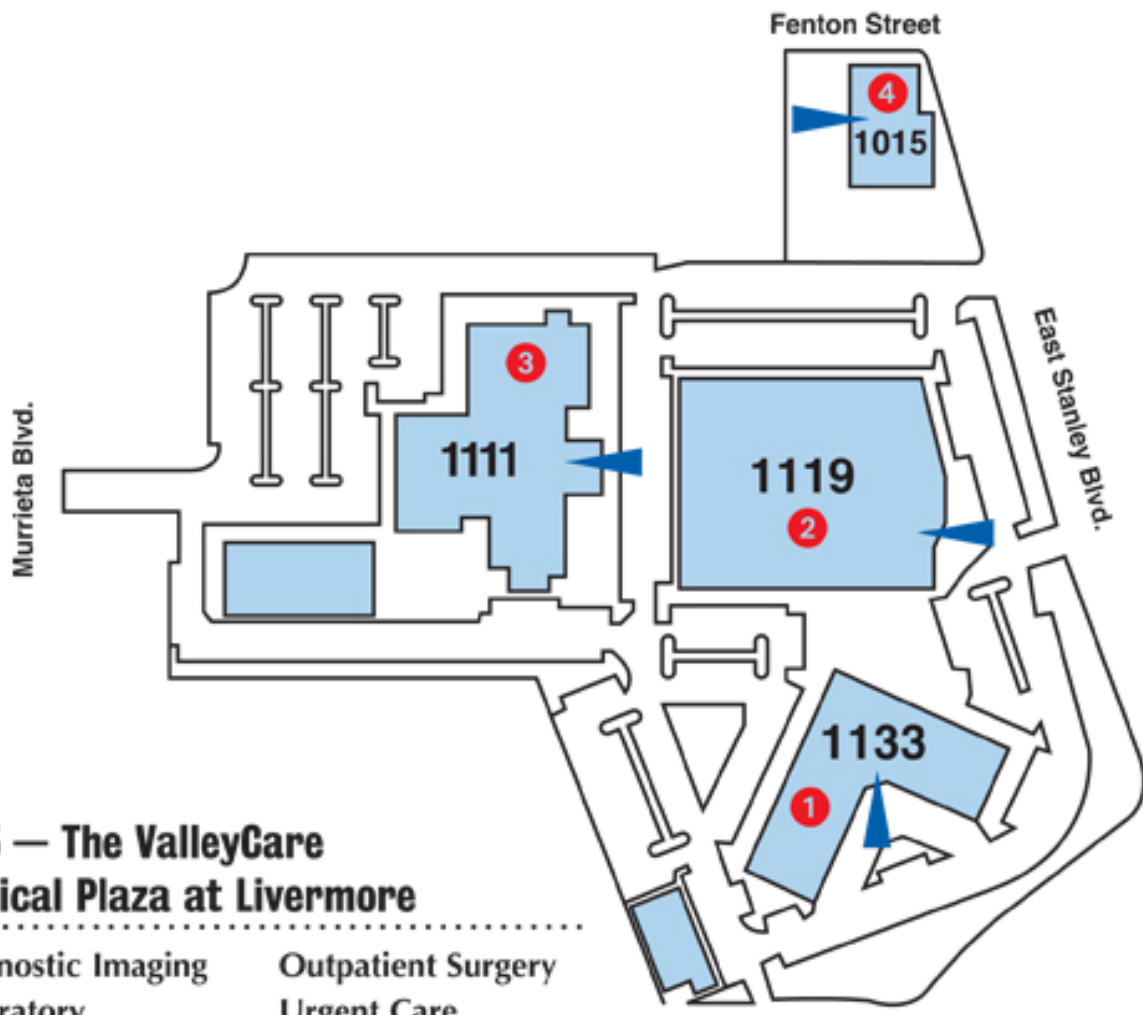 Fenton Street
4
1015
East Stanley Blvd.
3
1111
1119
2
Murrieta Blvd.
1133
1
— The ValleyCare
ical Plaza at Livermore
nostic Imaging
Outpatient Surgery
ratory
Urgent Care